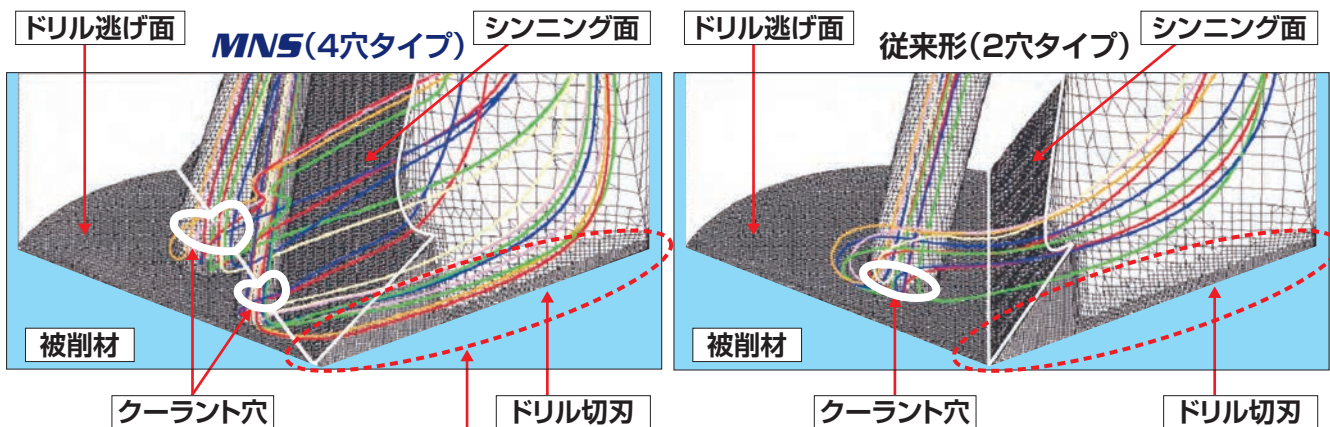 ドリル逃げ面
MNS(4穴タイプ)
シンニング面
ドリル逃げ面
従来形(2穴タイプ)
シンニング面
被削材
被削材
クーラント穴
ドリル切刃
クーラント穴
ドリル切刃